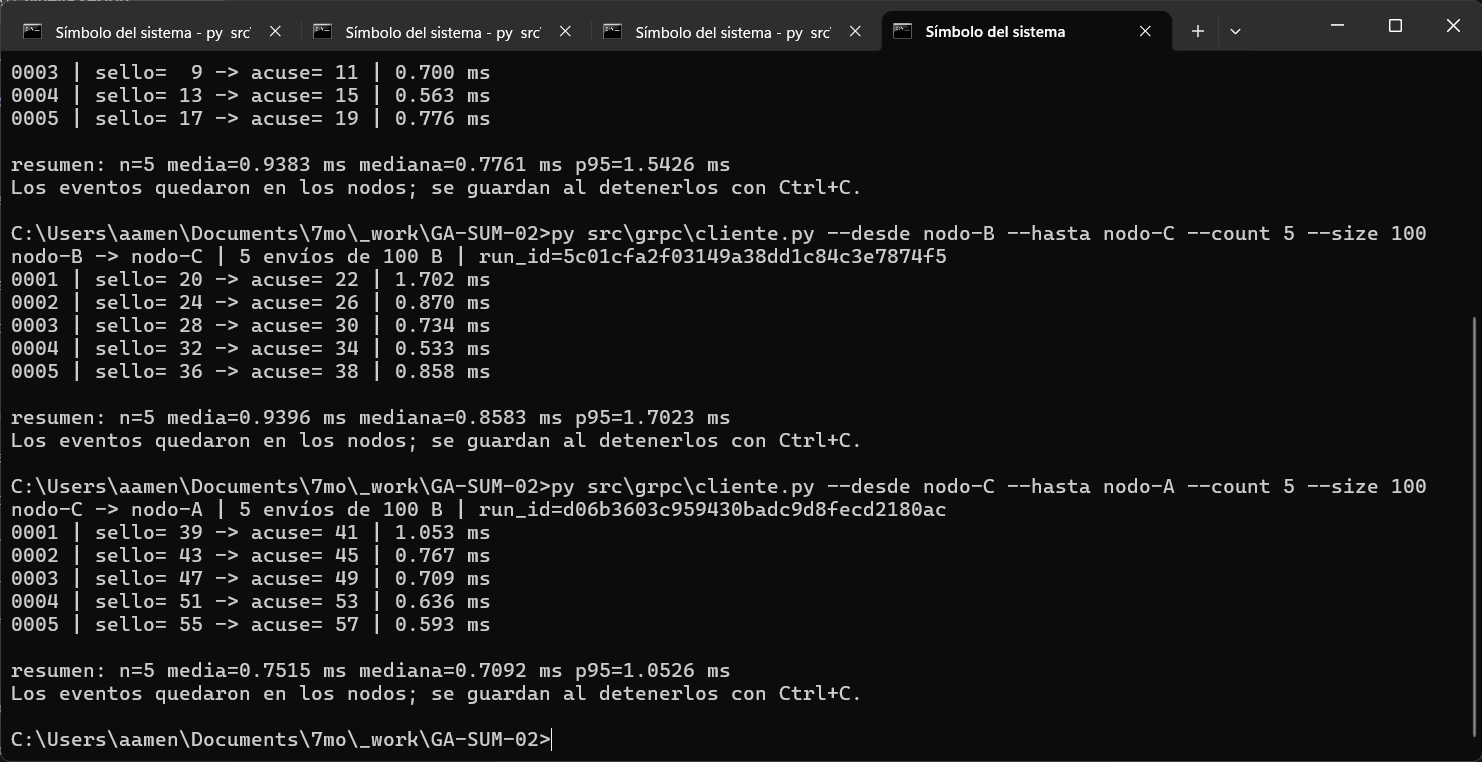 Símbolo del sistema - py src\
Símbolo del sistema - py src\
Símbolo del sistema - py src\
Símbolo del sistema
0003 | sello=  9 -> acuse= 11 | 0.700 ms
0004 | sello= 13 -> acuse= 15 | 0.563 ms
0005 | sello= 17 -> acuse= 19 | 0.776 ms
resumen: n=5 media=0.9383 ms mediana=0.7761 ms p95=1.5426 ms
Los eventos quedaron en los nodos; se guardan al detenerlos con Ctrl+C.
C:\Users\aamen\Documents\7mo\_work\GA-SUM-02>py src\grpc\cliente.py --desde nodo-B --hasta nodo-C --count 5 --size 100
nodo-B -> nodo-C | 5 envíos de 100 B | run_id=5c01cfa2f03149a38dd1c84c3e7874f5
0001 | sello= 20 -> acuse= 22 | 1.702 ms
0002 | sello= 24 -> acuse= 26 | 0.870 ms
0003 | sello= 28 -> acuse= 30 | 0.734 ms
0004 | sello= 32 -> acuse= 34 | 0.533 ms
0005 | sello= 36 -> acuse= 38 | 0.858 ms
resumen: n=5 media=0.9396 ms mediana=0.8583 ms p95=1.7023 ms
Los eventos quedaron en los nodos; se guardan al detenerlos con Ctrl+C.
C:\Users\aamen\Documents\7mo\_work\GA-SUM-02>py src\grpc\cliente.py --desde nodo-C --hasta nodo-A --count 5 --size 100
nodo-C -> nodo-A | 5 envíos de 100 B | run_id=d06b3603c959430badc9d8fecd2180ac
0001 | sello= 39 -> acuse= 41 | 1.053 ms
0002 | sello= 43 -> acuse= 45 | 0.767 ms
0003 | sello= 47 -> acuse= 49 | 0.709 ms
0004 | sello= 51 -> acuse= 53 | 0.636 ms
0005 | sello= 55 -> acuse= 57 | 0.593 ms
resumen: n=5 media=0.7515 ms mediana=0.7092 ms p95=1.0526 ms
Los eventos quedaron en los nodos; se guardan al detenerlos con Ctrl+C.
C:\Users\aamen\Documents\7mo\_work\GA-SUM-02>